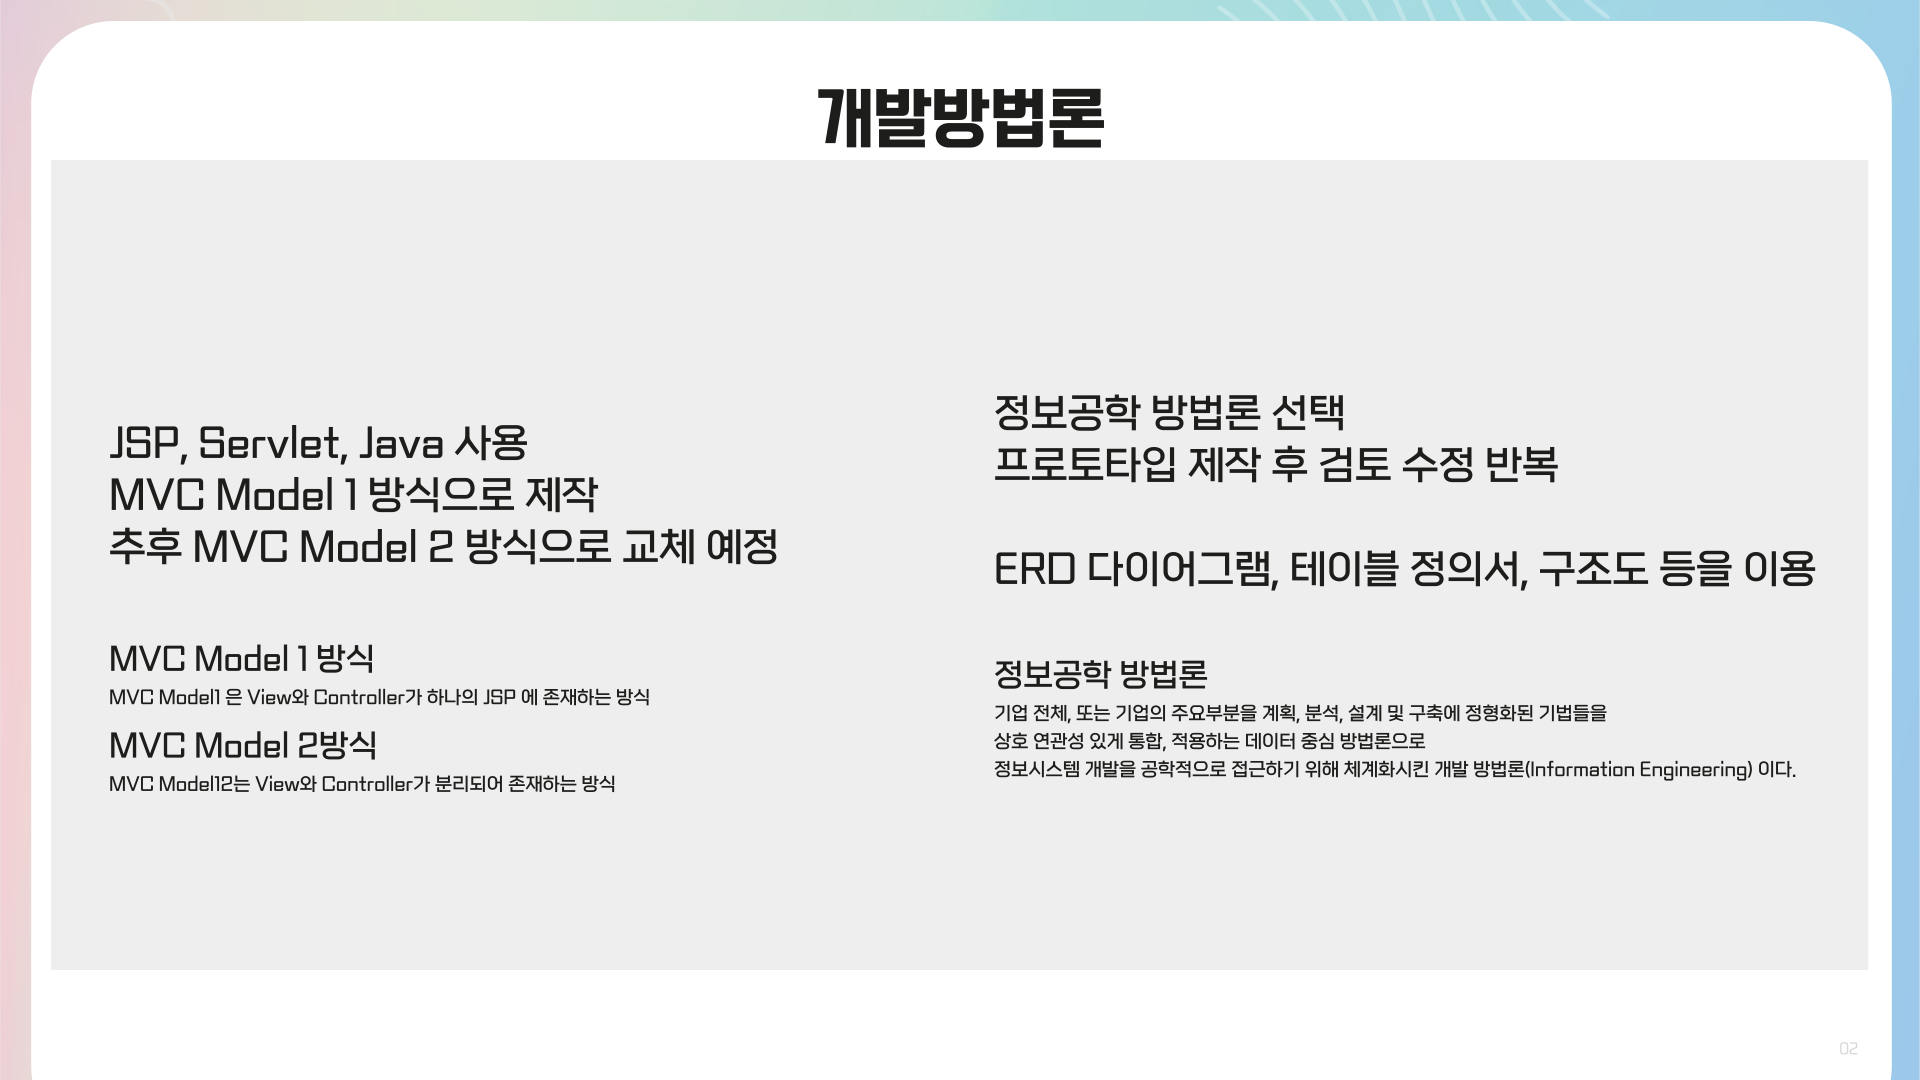 개발방법론
JSP, Servlet, Java 사용
MVC Model 1 방식으로 제작
추후 MVC Model 2 방식으로 교체 예정
MVC Model 1 방식
MVC Model1 은 View와 Controller가 하나의 JSP 에 존재하는 방식
MVC Model 2방식
MVC Model12는 View와 Controller가 분리되어 존재하는 방식
정보공학 방법론 선택
프로토타입 제작 후 검토 수정 반복
ERD 다이어그램, 테이블 정의서, 구조도 등을 이용
정보공학 방법론
기업 전체, 또는 기업의 주요부분을 계획, 분석, 설계 및 구축에 정형화된 기법들을
상호 연관성 있게 통합, 적용하는 데이터 중심 방법론으로
정보시스템 개발을 공학적으로 접근하기 위해 체계화시킨 개발 방법론(Information Engineering) 이다.
02